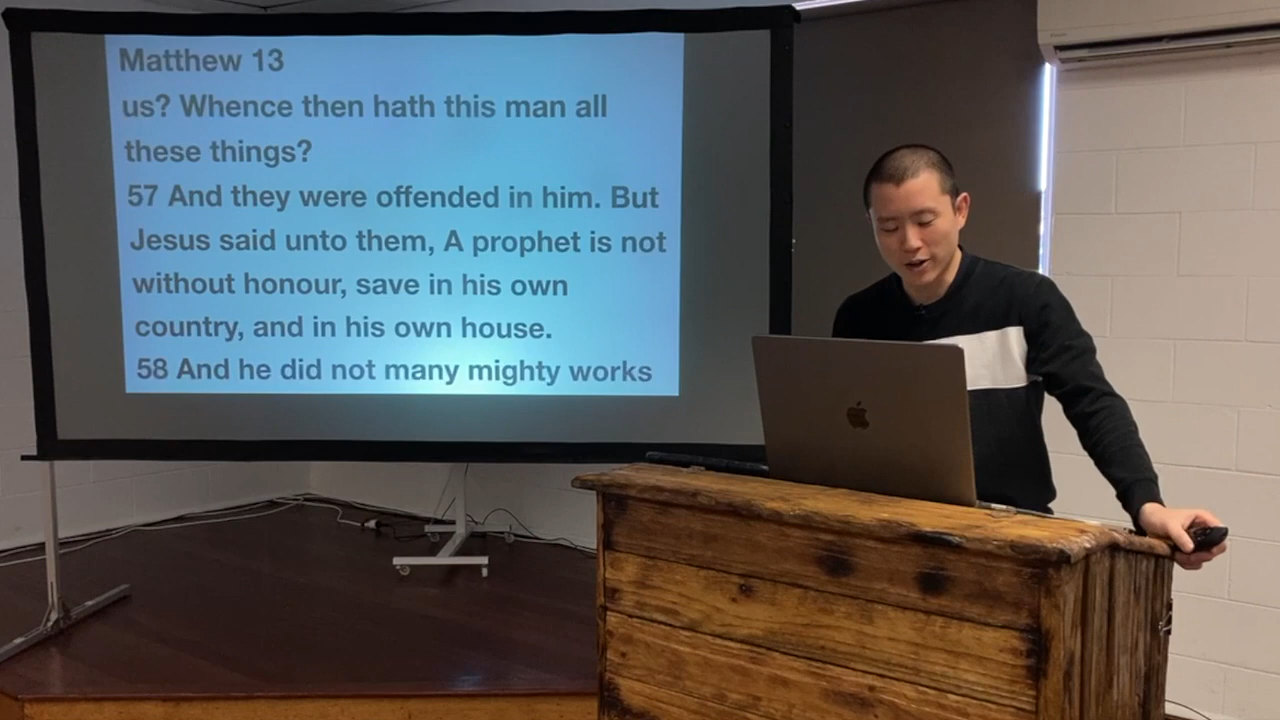 Matthew 13
us? Whence then hath this man all
these things?
57 And they were offended in him. But
Jesus said unto them, A prophet is not
without honour, save in his own
country, and in his own house.
58 And he did not many mighty works